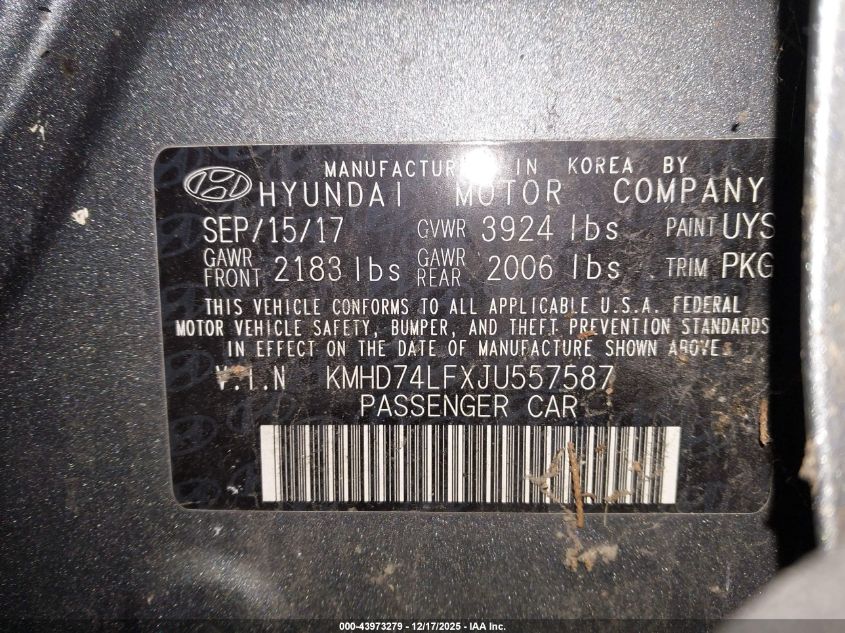 MANUFACTURED IN KOREA BY
HYUNDAI MOTOR COMPANY
SEP/15/17 GVWR 3924 lbs PAINT UYS
GAWR FRONT 2183 lbs GAWR REAR 2006 lbs TRIM PKG
THIS VEHICLE CONFORMS TO ALL APPLICABLE U.S.A. FEDERAL
MOTOR VEHICLE SAFETY, BUMPER, AND THEFT PREVENTION STANDARDS
IN EFFECT ON THE DATE OF MANUFACTURE SHOWN ABOVE.
V.I.N KMHD74LFXJU557587
PASSENGER CAR
000-43973279 - 12/17/2025 - IAA Inc.